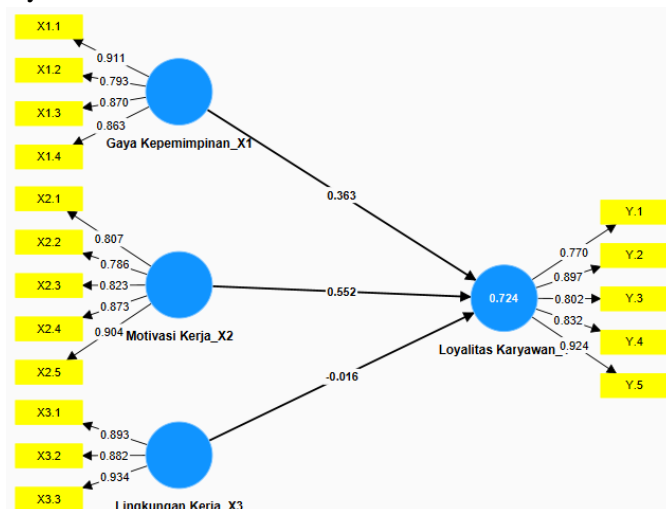 X1.1
0.911
X1.2
0.793
X1.3
0.870
X1.4
0.863
Gaya Kepemimpinan_X1
0.363
X2.1
0.807
X2.2
0.786
X2.3
0.823
X2.4
0.873
X2.5
0.904
Motivasi Kerja_X2
0.552
X3.1
0.893
X3.2
0.882
X3.3
0.934
Lingkungan Kerja_X3
-0.016
0.724
Loyalitas Karyawan_
Y.1
0.770
Y.2
0.897
Y.3
0.802
Y.4
0.832
Y.5
0.924